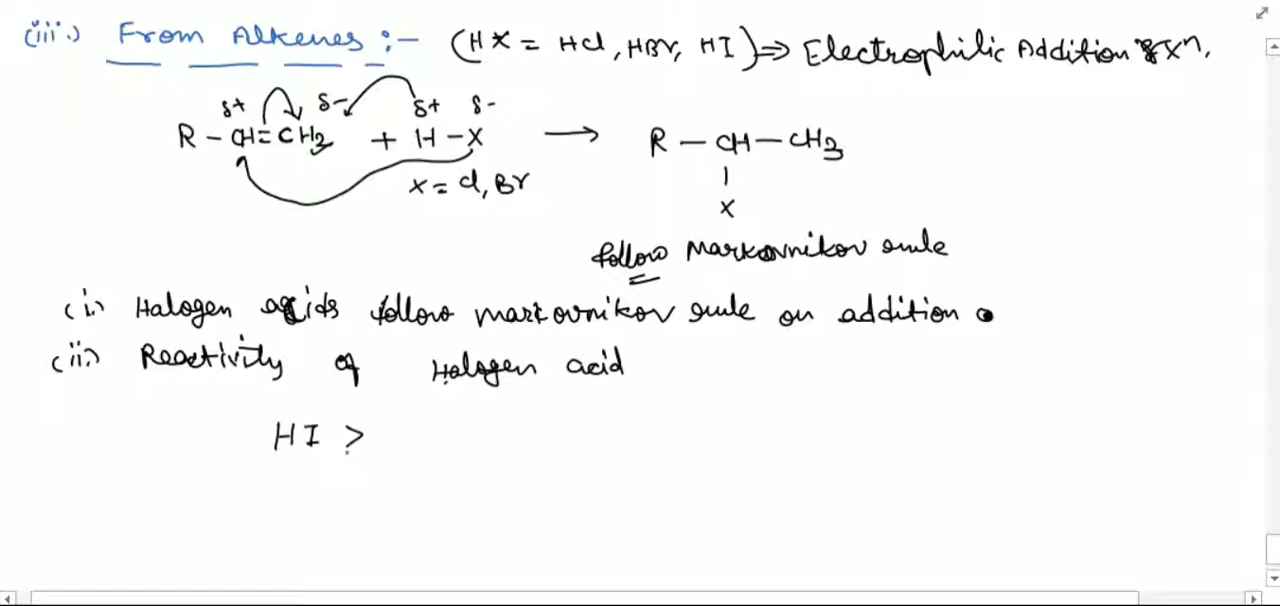 (iii.) From Alkenes :- (HX = HCl, HBr, HI) ⇒ Electrophilic Addition rxⁿ.
δ+ δ- δ+ δ-
R - CH = CH2 + H - X → R - CH - CH3
X = Cl, Br
X
follow Markovnikov rule
(i.) Halogen acids follow markovnikov rule on addition
(ii.) Reactivity of Halogen acid
HI >